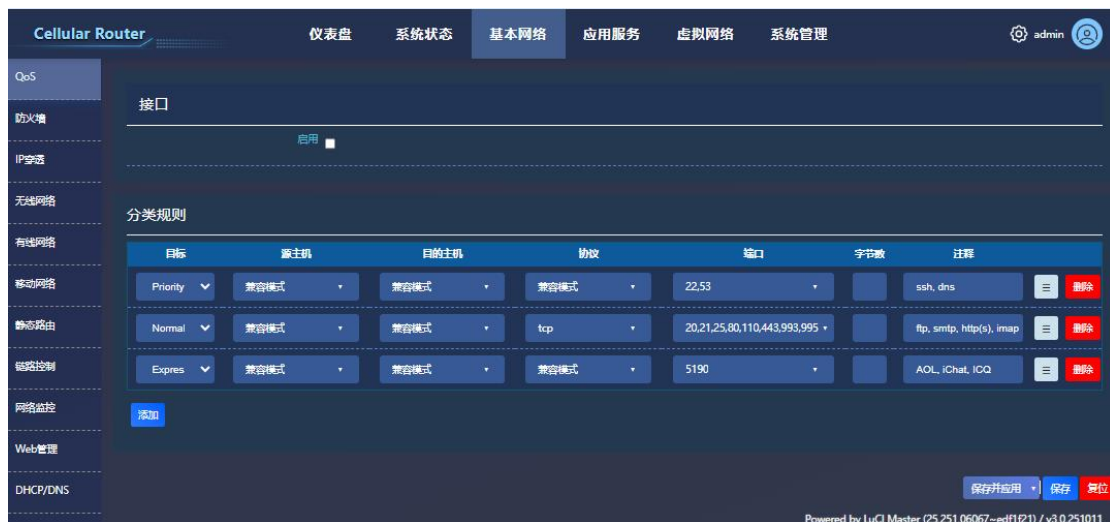 Cellular Router 仪表盘 系统状态 基本网络 应用服务 虚拟网络 系统管理 admin
QoS
防火墙
IP穿透
无线网络
有线网络
移动网络
静态路由
链路控制
网络监控
Web管理
DHCP/DNS
接口
启用
分类规则
目标 源主机 目的主机 协议 端口 字节数 注释
Priority 兼容模式 兼容模式 兼容模式 22,53 ssh, dns 删除
Normal 兼容模式 兼容模式 tcp 20,21,25,80,110,443,993,995 ftp, smtp, http(s), imap 删除
Expres 兼容模式 兼容模式 兼容模式 5190 AOL, iChat, ICQ 删除
添加
保存并应用 保存 复位
Powered by LuCI Master (25.251.06067~edf1f21) / v3.0.251011